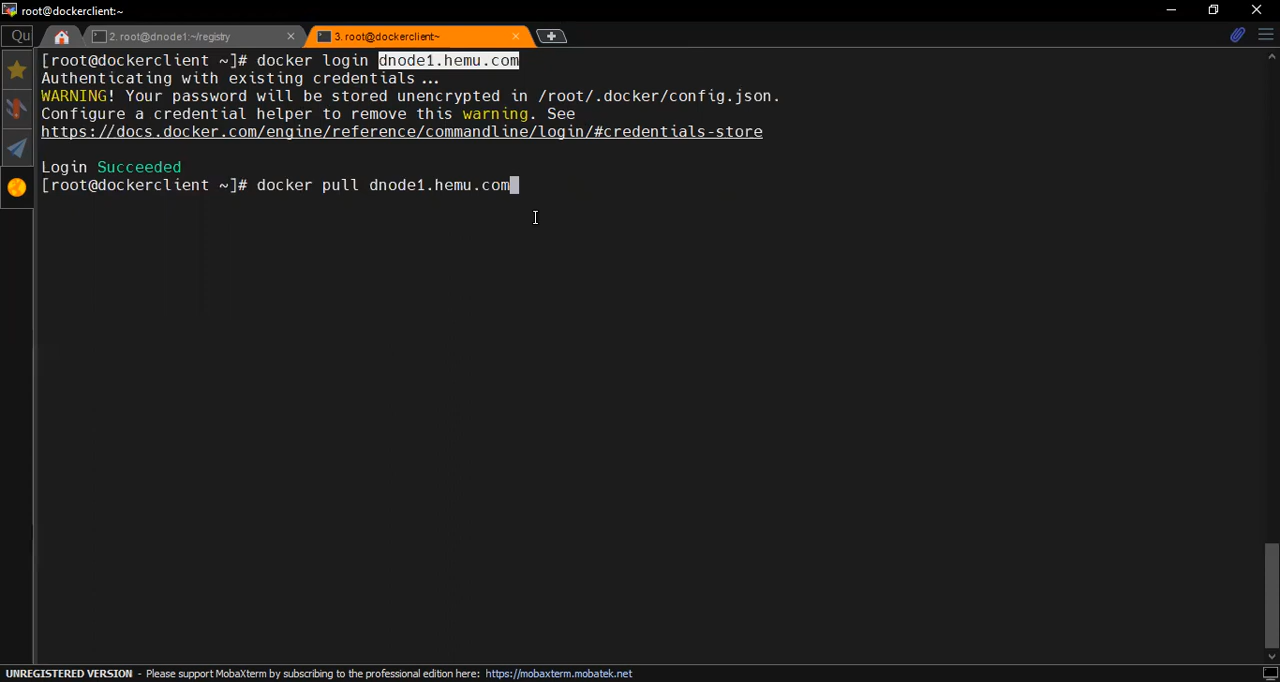 root@dockerclient:~
Qu
2. root@dnode1:~/registry
3. root@dockerclient~
[root@dockerclient ~]# docker login dnode1.hemu.com
Authenticating with existing credentials...
WARNING! Your password will be stored unencrypted in /root/.docker/config.json.
Configure a credential helper to remove this warning. See
https://docs.docker.com/engine/reference/commandline/login/#credentials-store
Login Succeeded
[root@dockerclient ~]# docker pull dnode1.hemu.com
UNREGISTERED VERSION - Please support MobaXterm by subscribing to the professional edition here: https://mobaxterm.mobatek.net